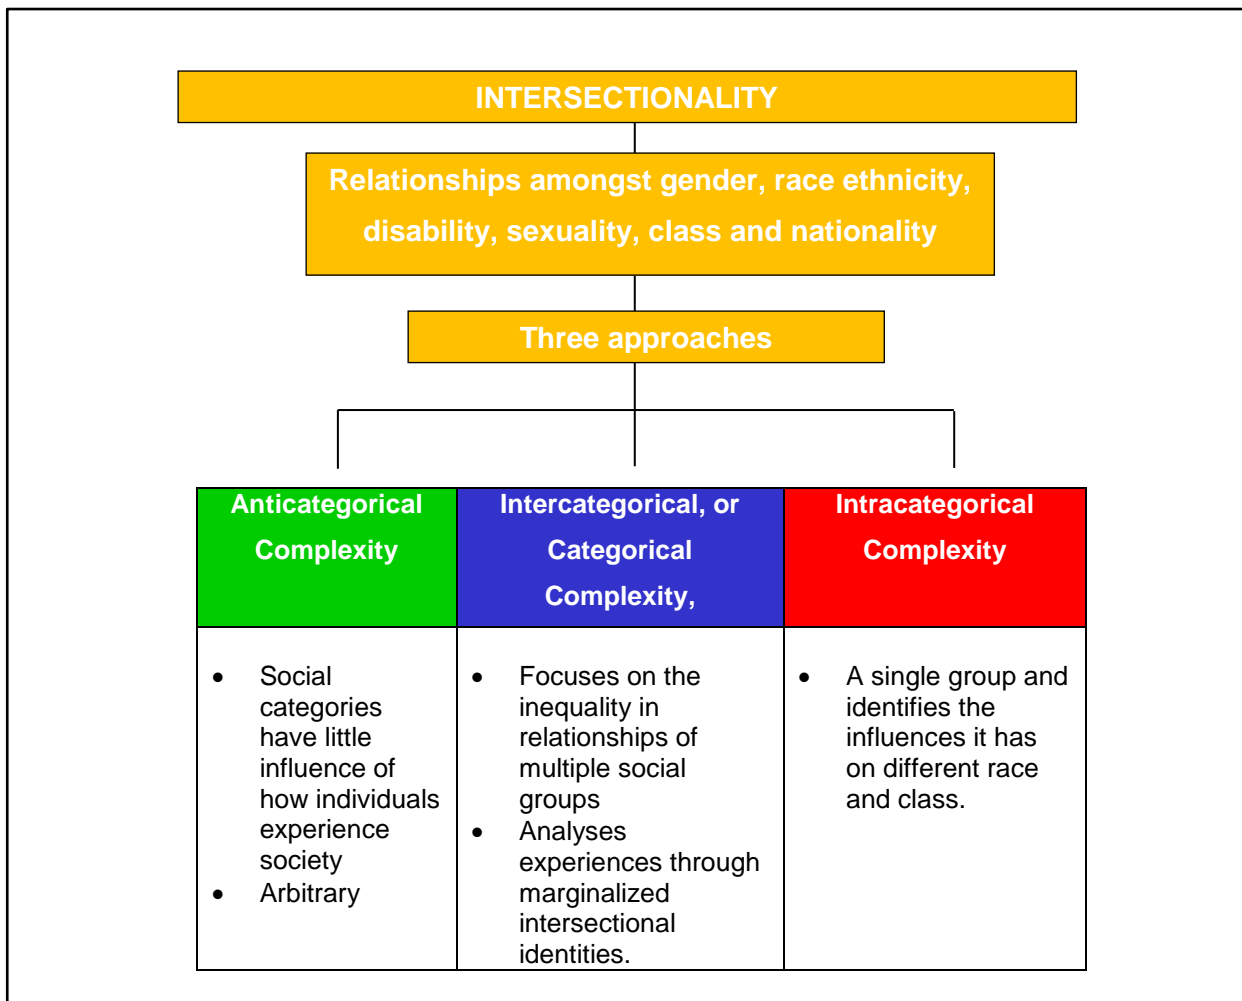 INTERSECTIONALITY
Relationships amongst gender, race ethnicity,
disability, sexuality, class and nationality
Three approaches
Anticategorical
Complexity
Intercategorical, or
Categorical
Complexity,
Intracategorical
Complexity
• Social
categories
have little
influence of
how individuals
experience
society
• Arbitrary
• Focuses on the
inequality in
relationships of
multiple social
groups
• Analyses
experiences through
marginalized
intersectional
identities.
• A single group and
identifies the
influences it has
on different race
and class.